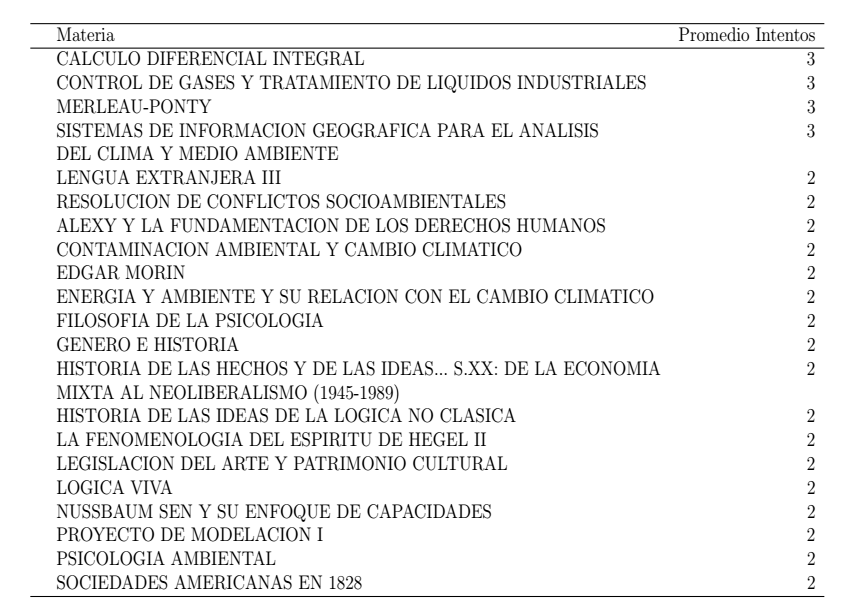 Materia Promedio Intentos
CALCULO DIFERENCIAL INTEGRAL 3
CONTROL DE GASES Y TRATAMIENTO DE LIQUIDOS INDUSTRIALES 3
MERLEAU-PONTY 3
SISTEMAS DE INFORMACION GEOGRAFICA PARA EL ANALISIS 3
DEL CLIMA Y MEDIO AMBIENTE
LENGUA EXTRANJERA III 2
RESOLUCION DE CONFLICTOS SOCIOAMBIENTALES 2
ALEXY Y LA FUNDAMENTACION DE LOS DERECHOS HUMANOS 2
CONTAMINACION AMBIENTAL Y CAMBIO CLIMATICO 2
EDGAR MORIN 2
ENERGIA Y AMBIENTE Y SU RELACION CON EL CAMBIO CLIMATICO 2
FILOSOFIA DE LA PSICOLOGIA 2
GENERO E HISTORIA 2
HISTORIA DE LAS HECHOS Y DE LAS IDEAS... S.XX: DE LA ECONOMIA 2
MIXTA AL NEOLIBERALISMO (1945-1989)
HISTORIA DE LAS IDEAS DE LA LOGICA NO CLASICA 2
LA FENOMENOLOGIA DEL ESPIRITU DE HEGEL II 2
LEGISLACION DEL ARTE Y PATRIMONIO CULTURAL 2
LOGICA VIVA 2
NUSSBAUM SEN Y SU ENFOQUE DE CAPACIDADES 2
PROYECTO DE MODELACION I 2
PSICOLOGIA AMBIENTAL 2
SOCIEDADES AMERICANAS EN 1828 2